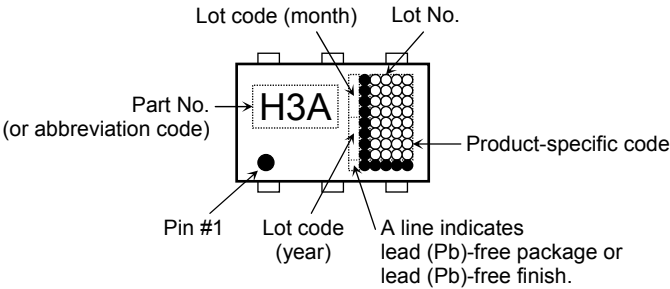 Lot code (month)
Lot No.
Part No.
(or abbreviation code)
H3A
Product-specific code
Pin #1
Lot code
(year)
A line indicates
lead (Pb)-free package or
lead (Pb)-free finish.